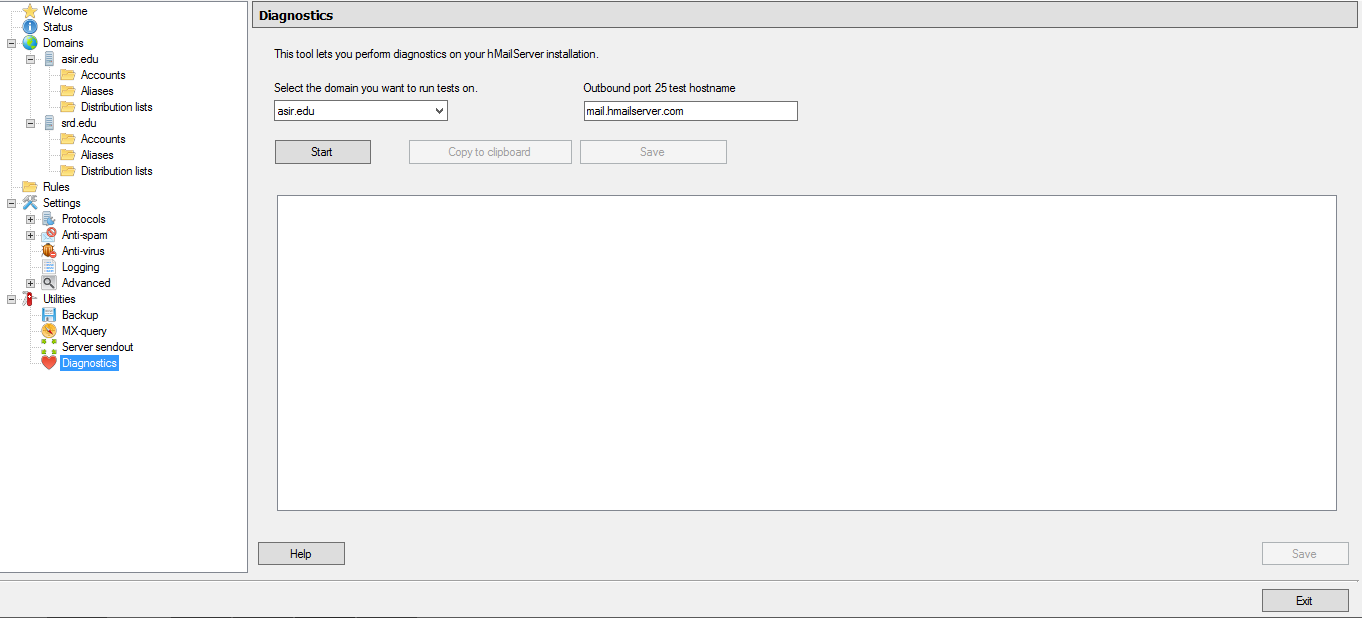 Welcome
Status
Domains
asir.edu
Accounts
Aliases
Distribution lists
srd.edu
Accounts
Aliases
Distribution lists
Rules
Settings
Protocols
Anti-spam
Anti-virus
Logging
Advanced
Utilities
Backup
MX-query
Server sendout
Diagnostics
Diagnostics
This tool lets you perform diagnostics on your hMailServer installation.
Select the domain you want to run tests on.
Outbound port 25 test hostname
asir.edu
mail.hmailserver.com
Start
Copy to clipboard
Save
Help
Save
Exit